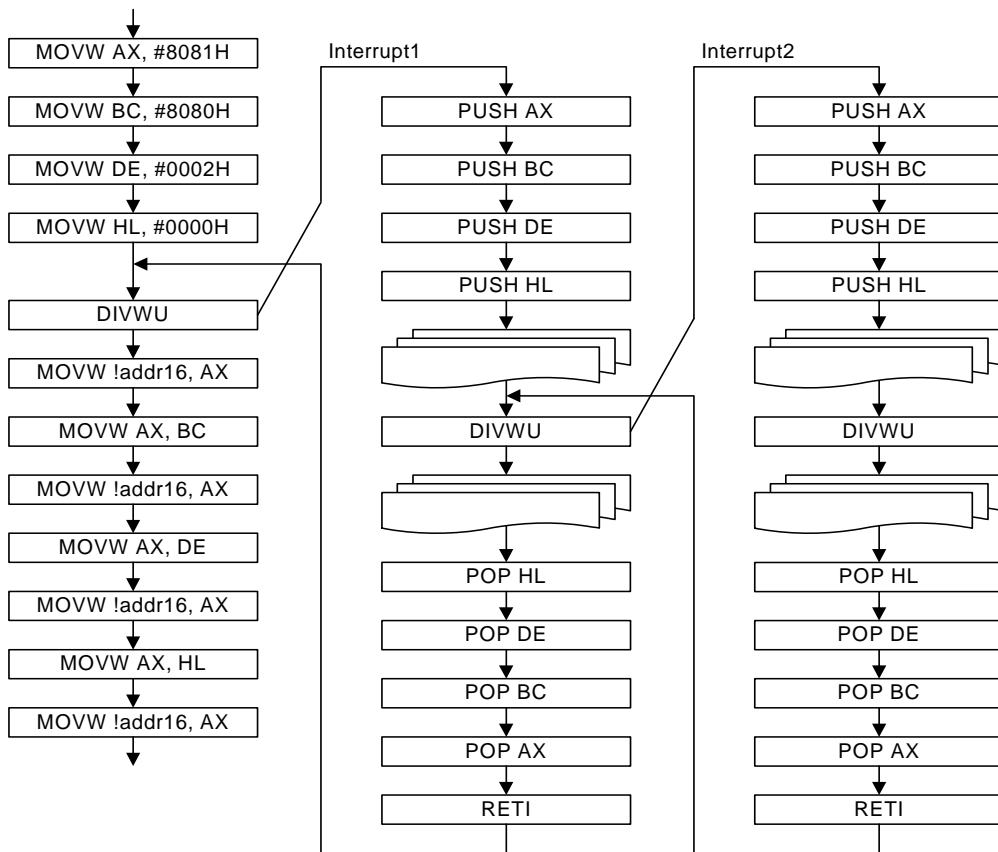 MOVW AX, #8081H
MOVW BC, #8080H
MOVW DE, #0002H
MOVW HL, #0000H
DIVWU
MOVW !addr16, AX
MOVW AX, BC
MOVW !addr16, AX
MOVW AX, DE
MOVW !addr16, AX
MOVW AX, HL
MOVW !addr16, AX
Interrupt1
PUSH AX
PUSH BC
PUSH DE
PUSH HL
DIVWU
POP HL
POP DE
POP BC
POP AX
RETI
Interrupt2
PUSH AX
PUSH BC
PUSH DE
PUSH HL
DIVWU
POP HL
POP DE
POP BC
POP AX
RETI